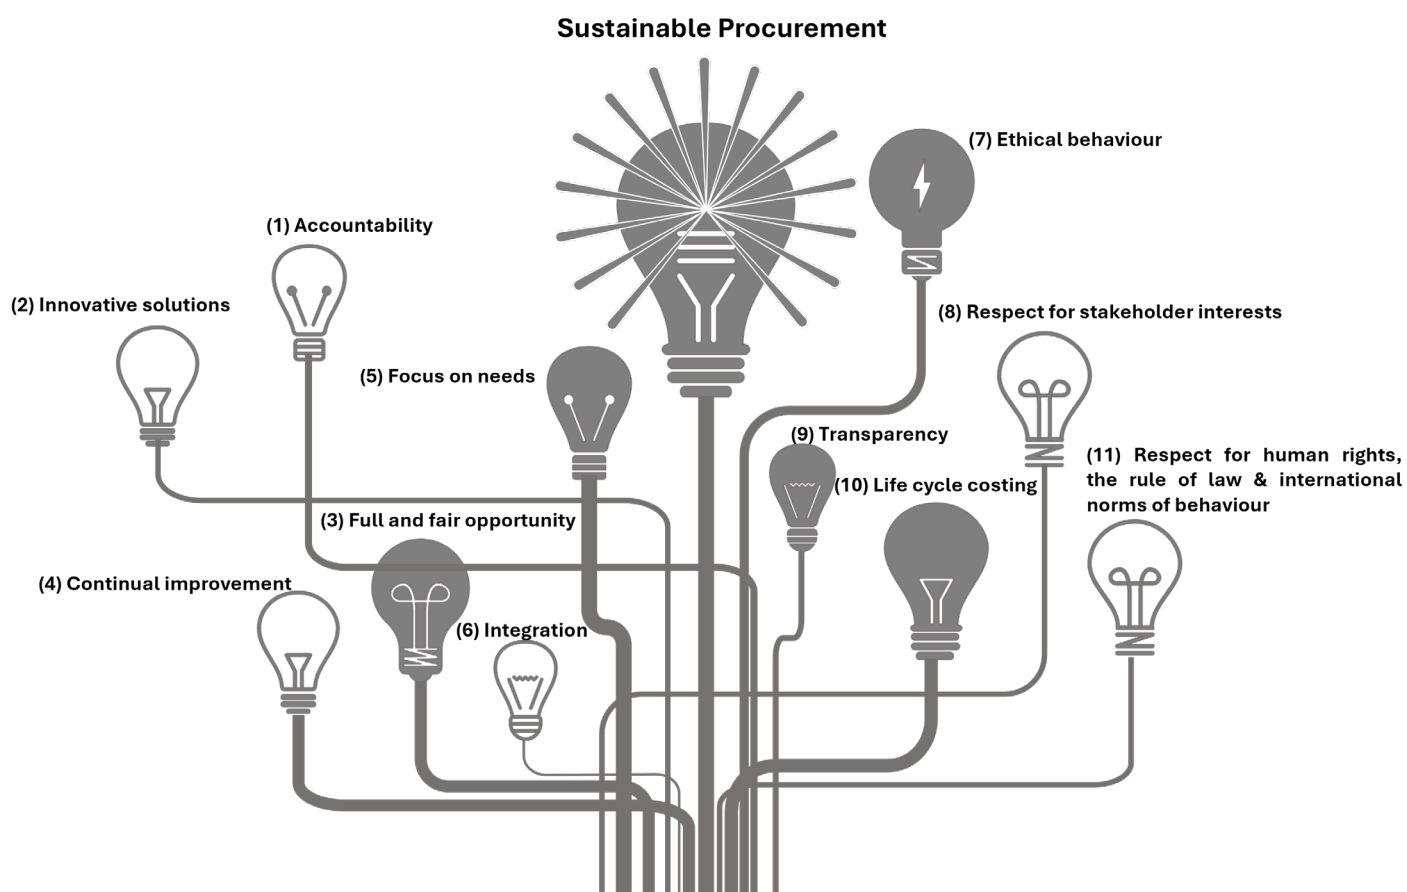 Sustainable Procurement
(7) Ethical behaviour
(1) Accountability
(2) Innovative solutions
(8) Respect for stakeholder interests
(5) Focus on needs
(9) Transparency
(11) Respect for human rights,
the rule of law & international
norms of behaviour
(10) Life cycle costing
(3) Full and fair opportunity
(4) Continual improvement
(6) Integration